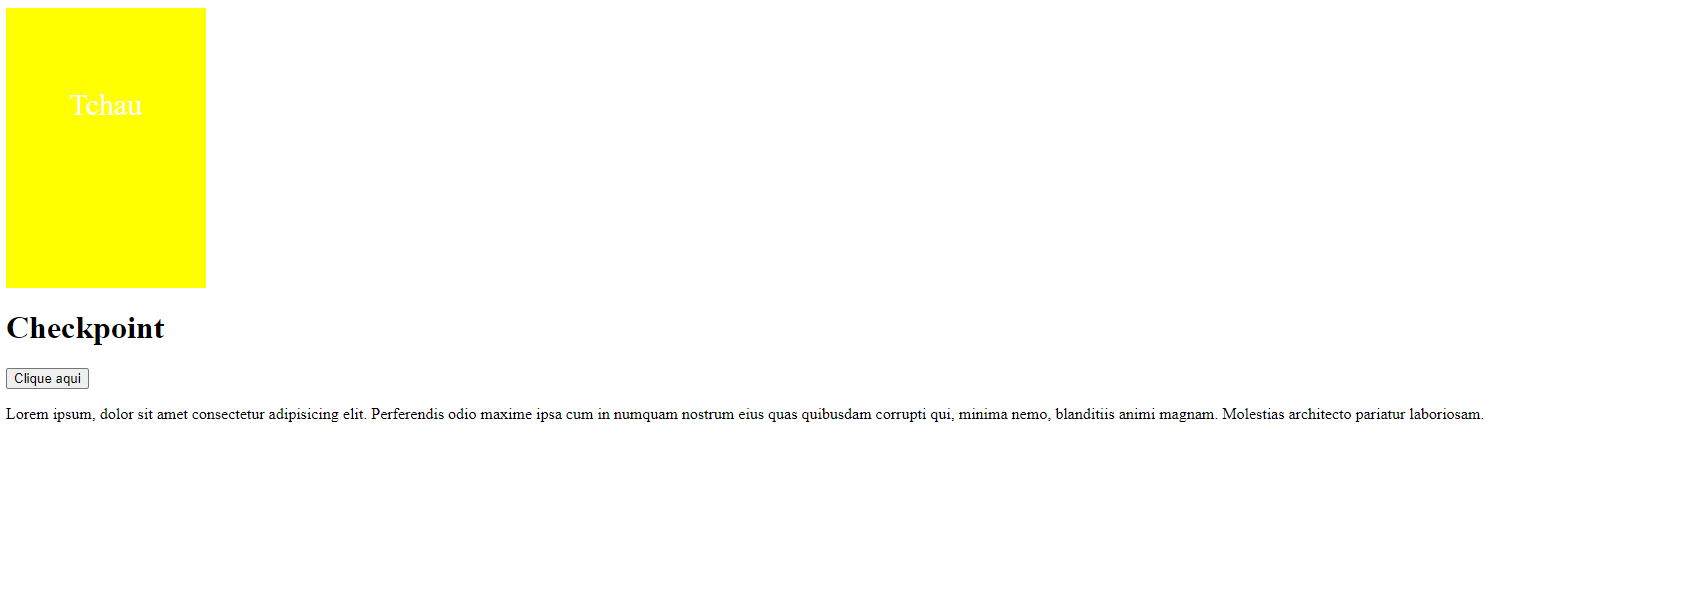 Tchau
Checkpoint
Clique aqui
Lorem ipsum, dolor sit amet consectetur adipisicing elit. Perferendis odio maxime ipsa cum in numquam nostrum eius quas quibusdam corrupti qui, minima nemo, blanditiis animi magnam. Molestias architecto pariatur laboriosam.